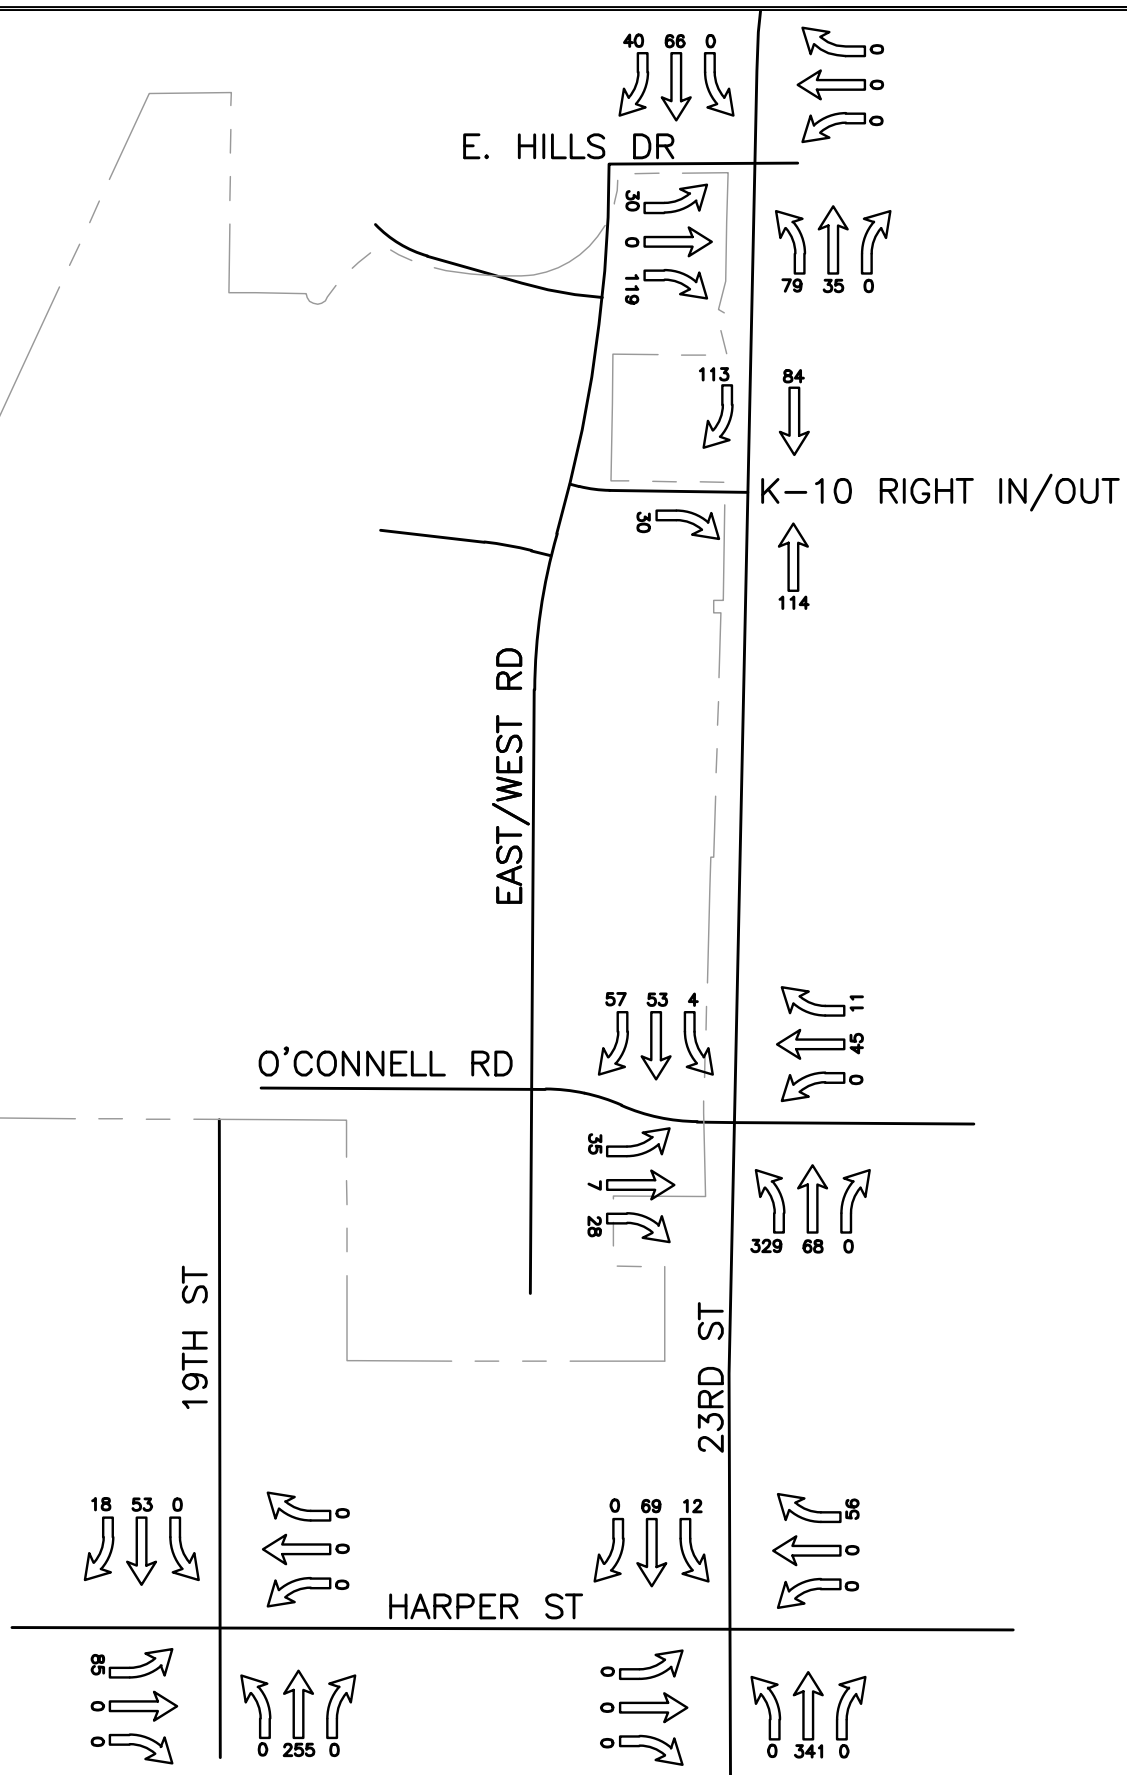 40 66 0
0
0
0
E. HILLS DR
30
0
119
79 35 0
113
84
K-10 RIGHT IN/OUT
30
114
EAST/WEST RD
57 53 4
11
45
0
O'CONNELL RD
35
7
28
329 68 0
19TH ST
23RD ST
18 53 0
0
0
0
0 69 12
56
0
0
HARPER ST
85
0
0
0 255 0
0
0
0
0 341 0